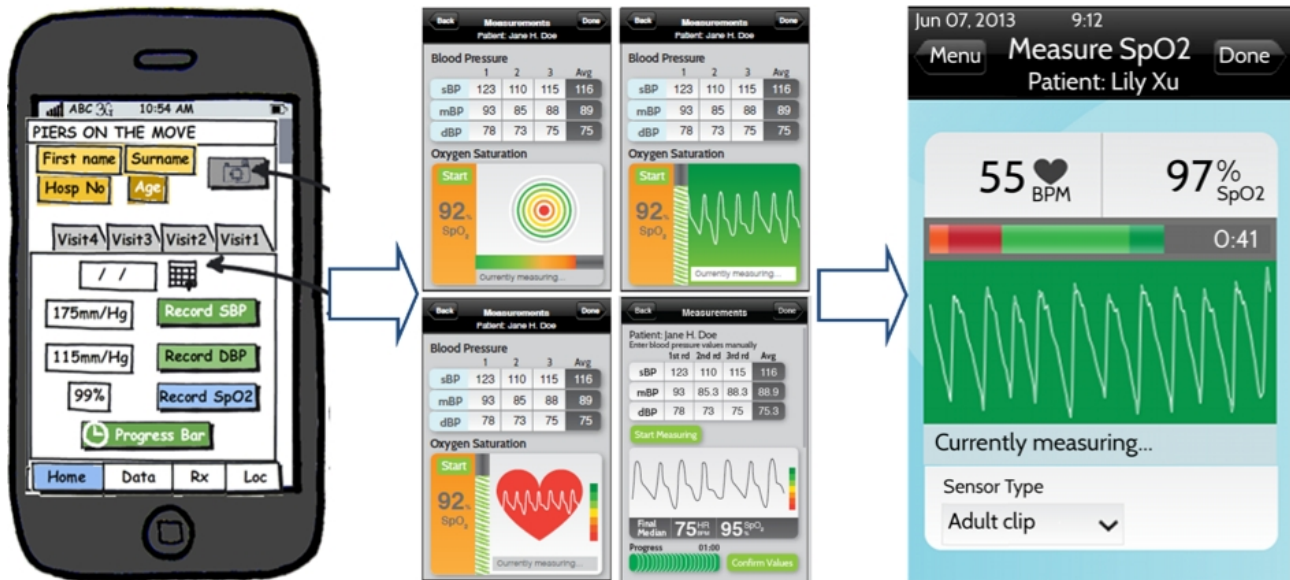 ABC 3G 10:54 AM
PIERS ON THE MOVE
First name Surname
Hosp No Age
Visit4 Visit3 Visit2 Visit1
/ /
175mm/Hg Record SBP
115mm/Hg Record DBP
99% Record SpO2
Progress Bar
Home Data Rx Loc
Back Measurements Done
Patient: Jane H. Doe
Blood Pressure
1 2 3 Avg
sBP 123 110 115 116
mBP 93 85 88 89
dBP 78 73 75 75
Oxygen Saturation
Start
92%
SpO2
Currently measuring...
Back Measurements Done
Patient: Jane H. Doe
Blood Pressure
1 2 3 Avg
sBP 123 110 115 116
mBP 93 85 88 89
dBP 78 73 75 75
Oxygen Saturation
Start
92%
SpO2
Currently measuring...
Back Measurements Done
Patient: Jane H. Doe
Blood Pressure
1 2 3 Avg
sBP 123 110 115 116
mBP 93 85 88 89
dBP 78 73 75 75
Oxygen Saturation
Start
92%
SpO2
Currently measuring...
Back Measurements Done
Patient: Jane H. Doe
Enter blood pressure values manually
1st rd 2nd rd 3rd rd Avg
sBP 123 110 115 116
mBP 93 85.3 88.3 88.9
dBP 78 73 75 75.3
Start Measuring
Final Median 75 HR BPM 95 SpO2 %
Progress 01:00
Confirm Values
Jun 07, 2013 9:12
Menu Measure SpO2 Done
Patient: Lily Xu
55 BPM 97% SpO2
0:41
Currently measuring...
Sensor Type
Adult clip